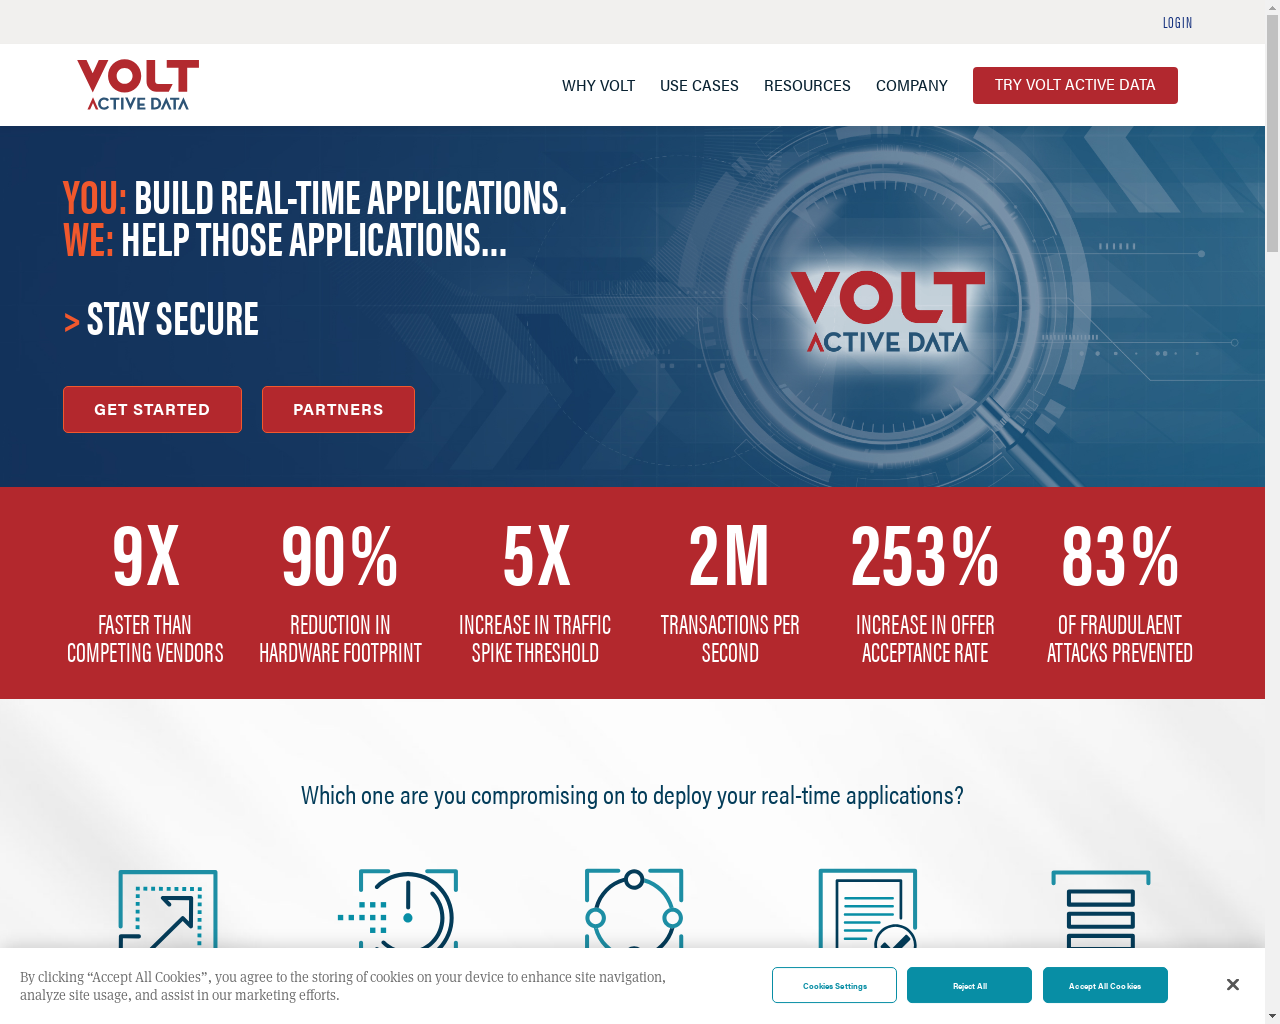 LOGIN
VOLT
ACTIVE DATA
WHY VOLT
USE CASES
RESOURCES
COMPANY
TRY VOLT ACTIVE DATA
YOU: BUILD REAL-TIME APPLICATIONS.
WE: HELP THOSE APPLICATIONS...
> STAY SECURE
GET STARTED
PARTNERS
VOLT
ACTIVE DATA
9X
FASTER THAN
COMPETING VENDORS
90%
REDUCTION IN
HARDWARE FOOTPRINT
5X
INCREASE IN TRAFFIC
SPIKE THRESHOLD
2M
TRANSACTIONS PER
SECOND
253%
INCREASE IN OFFER
ACCEPTANCE RATE
83%
OF FRAUDULAENT
ATTACKS PREVENTED
Which one are you compromising on to deploy your real-time applications?
By clicking “Accept All Cookies”, you agree to the storing of cookies on your device to enhance site navigation,
analyze site usage, and assist in our marketing efforts.
Cookies Settings
Reject All
Accept All Cookies